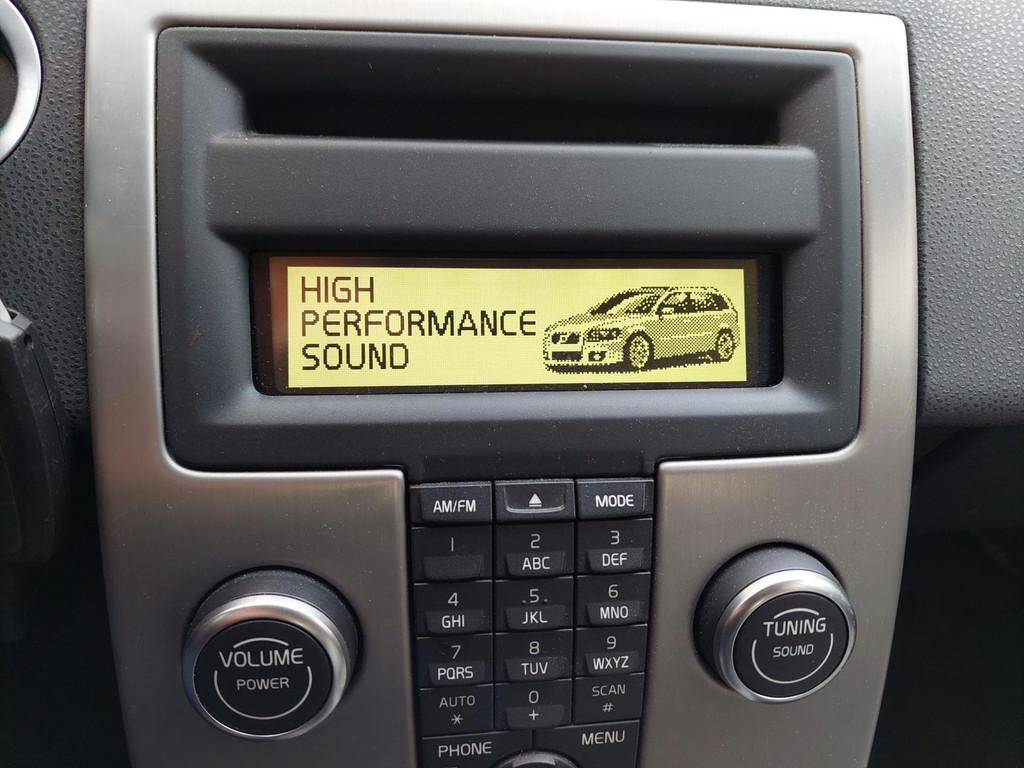 HIGH
PERFORMANCE
SOUND
AM/FM
MODE
1
2
ABC
3
DEF
4
GHI
5
JKL
6
MNO
7
PQRS
8
TUV
9
WXYZ
AUTO
*
0
+
SCAN
#
PHONE
MENU
VOLUME
POWER
TUNING
SOUND